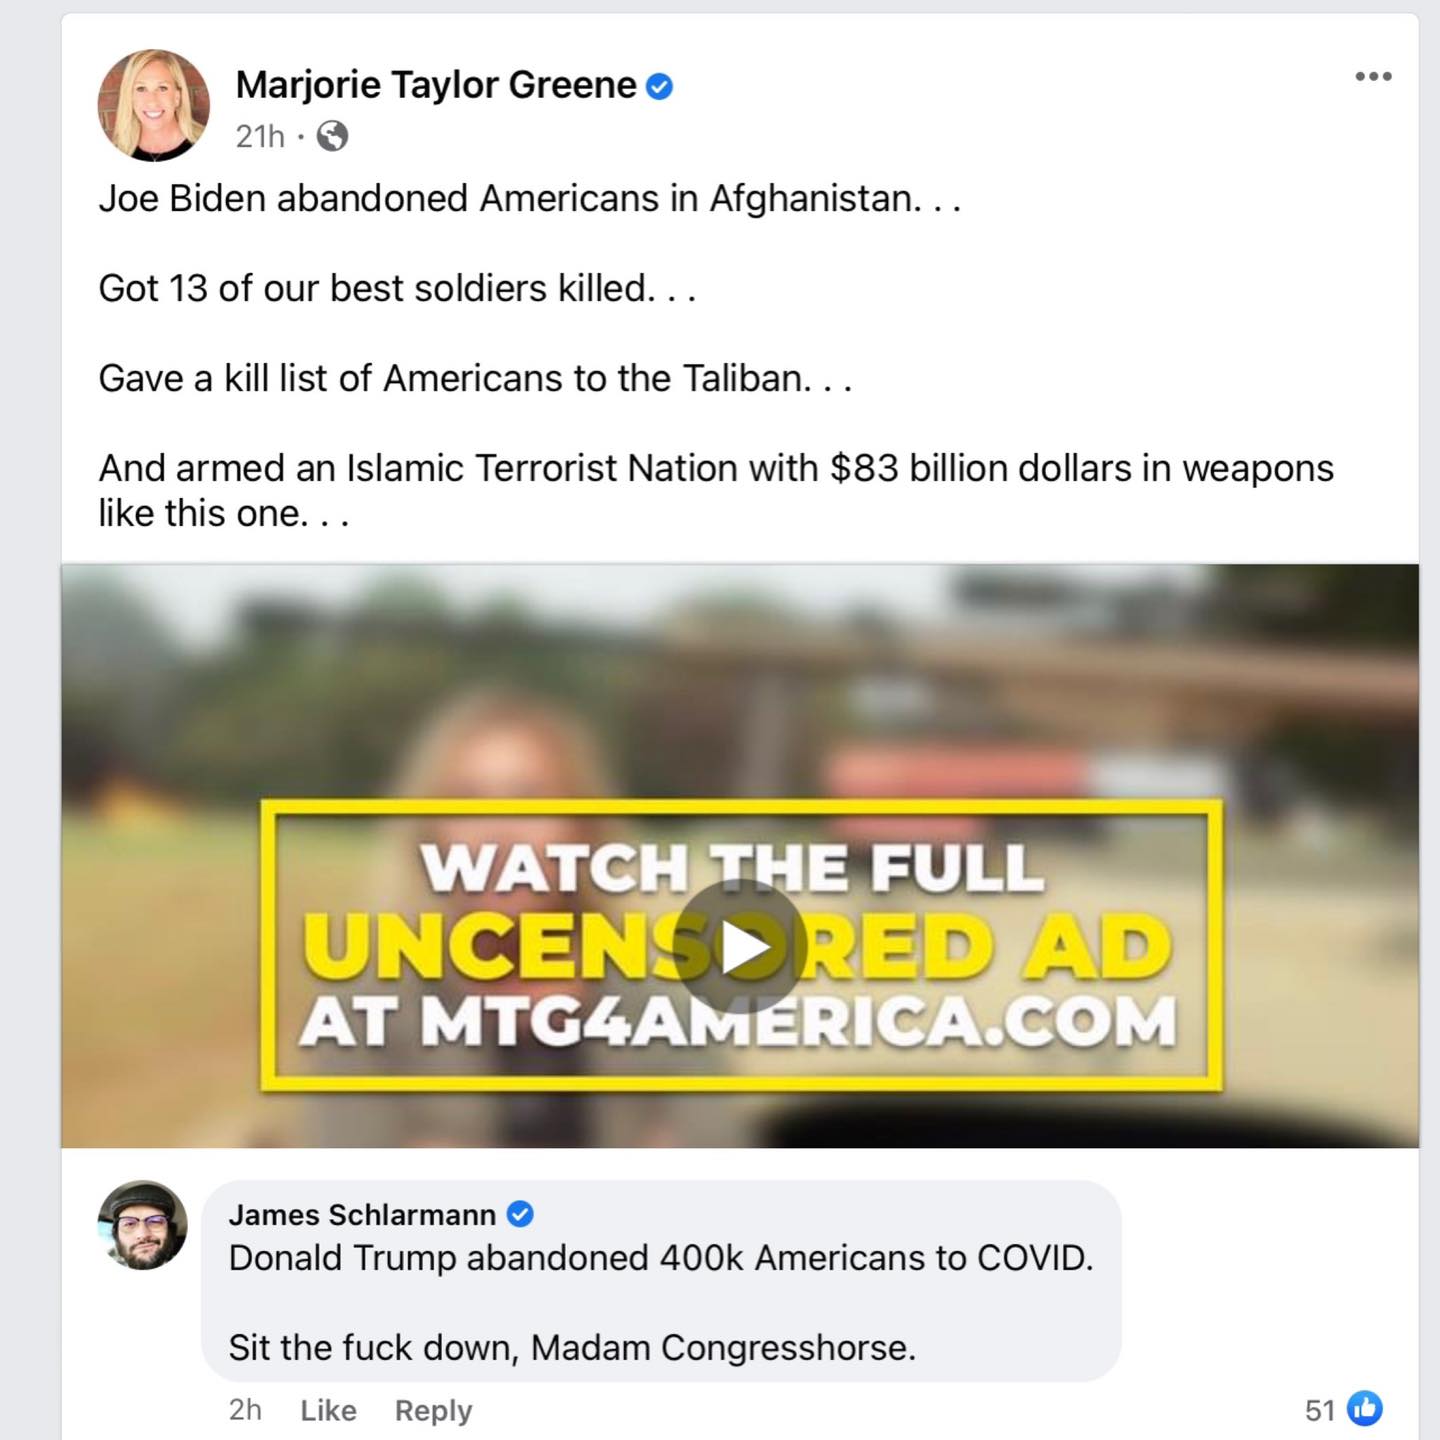 Marjorie Taylor Greene
21h ·
Joe Biden abandoned Americans in Afghanistan. . .
Got 13 of our best soldiers killed. . .
Gave a kill list of Americans to the Taliban. . .
And armed an Islamic Terrorist Nation with $83 billion dollars in weapons
like this one. . .
WATCH THE FULL
UNCENSORED AD
AT MTG4AMERICA.COM
James Schlarmann
Donald Trump abandoned 400k Americans to COVID.
Sit the fuck down, Madam Congresshorse.
2h Like Reply 51